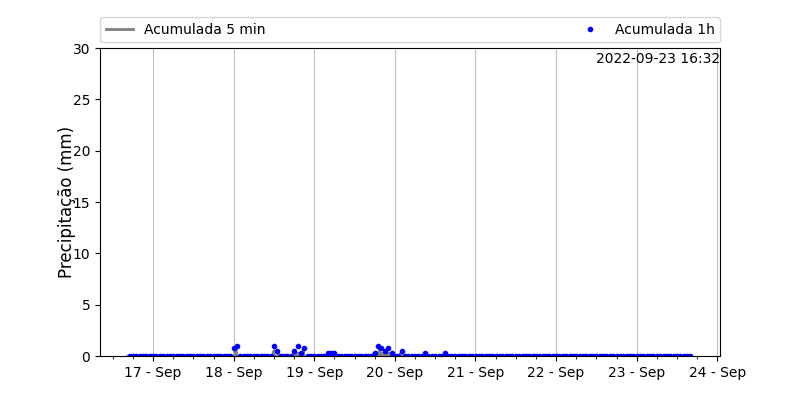 Acumulada 5 min
Acumulada 1h
2022-09-23 16:32
Precipitação (mm)
30
25
20
15
10
5
0
17 - Sep
18 - Sep
19 - Sep
20 - Sep
21 - Sep
22 - Sep
23 - Sep
24 - Sep